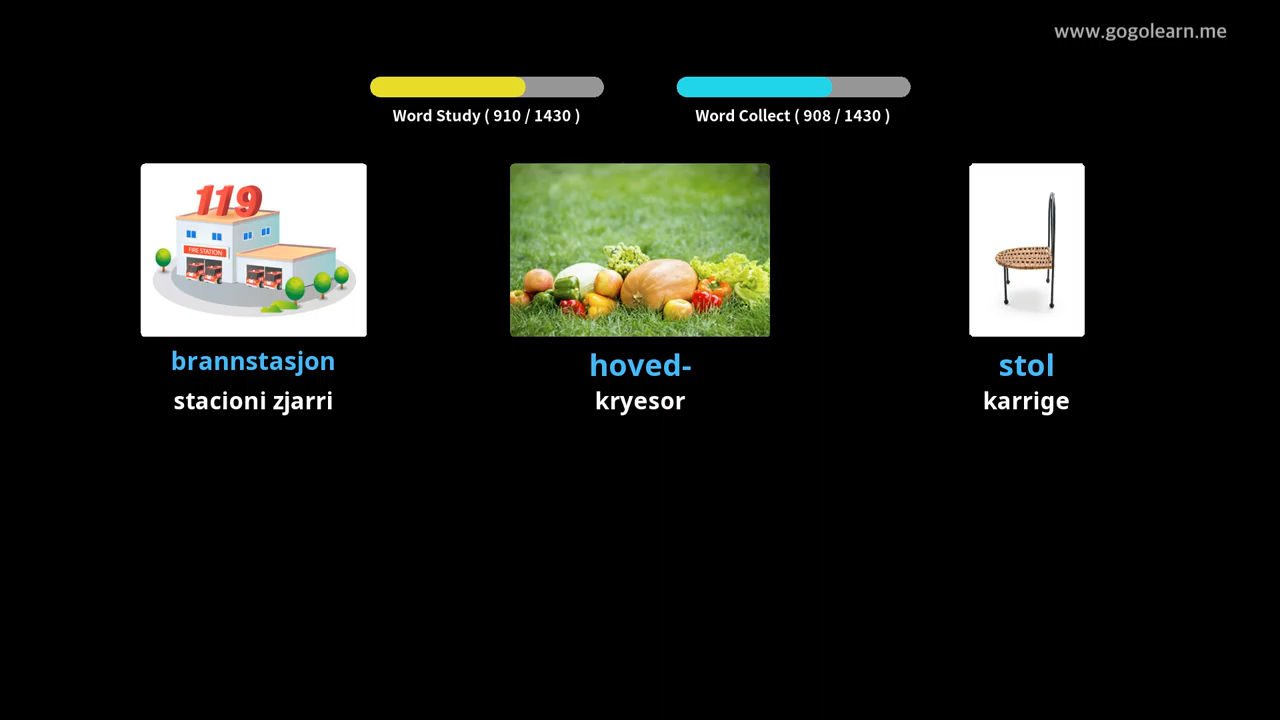 www.gogolearn.me
Word Study ( 910 / 1430 )
Word Collect ( 908 / 1430 )
119
FIRE STATION
brannstasjon
hoved-
stol
stacioni zjarri
kryesor
karrige